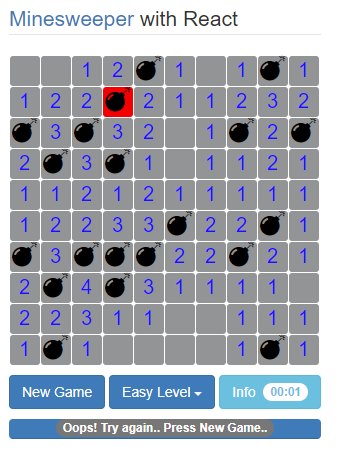 Minesweeper with React
1 2 1 1 1
1 2 2 2 1 1 2 3 2
3 3 2 1 2
2 3 1 1 1 2 1
1 1 2 1 2 1 1 1 1 1
1 2 2 3 3 2 2 1
3 2 2 2 1
2 4 3 1 1 1
2 2 3 1 1 1 1 1
1 1 1 1
New Game Easy Level Info 00:01
Oops! Try again.. Press New Game..